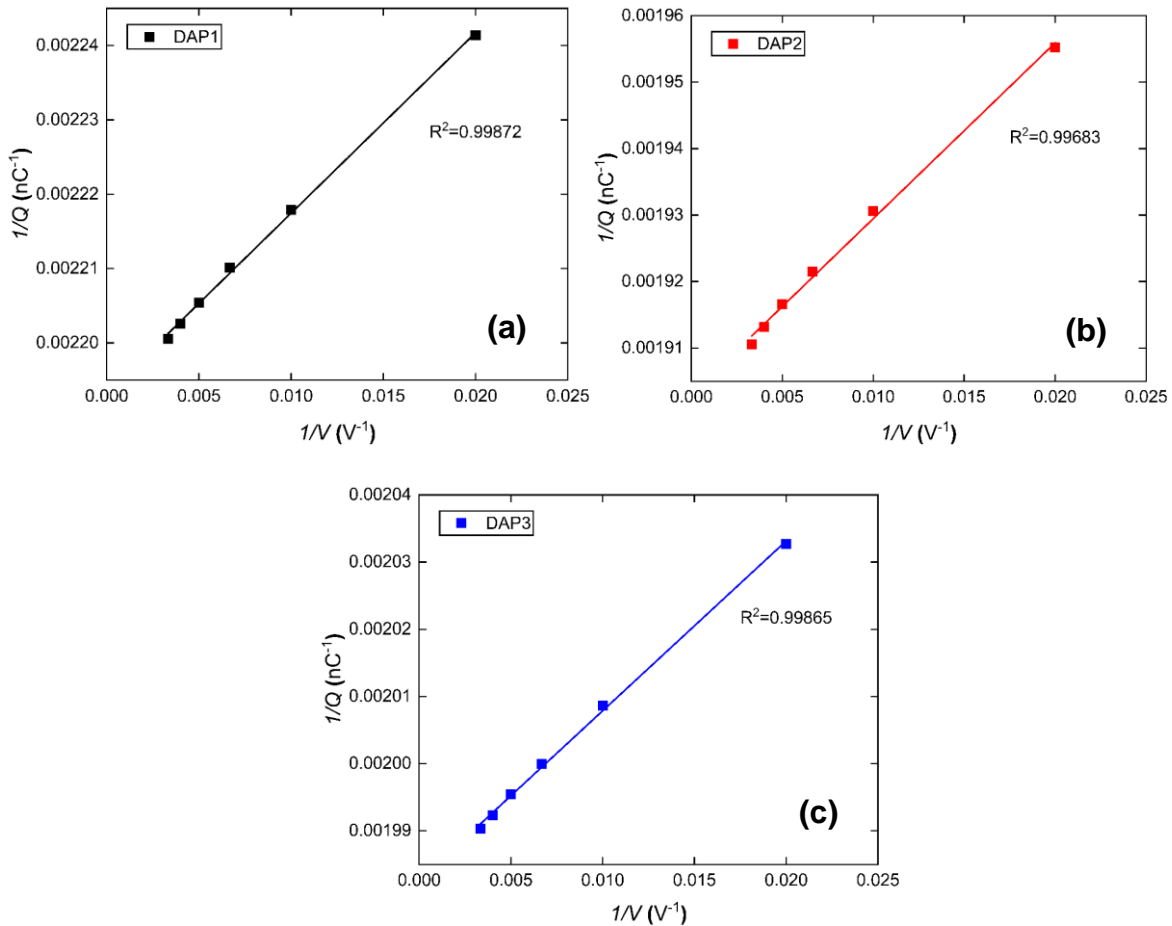 DAP1
0.00224
0.00223
0.00222
0.00221
0.00220
1/Q (nC⁻¹)
R²=0.99872
(a)
0.000 0.005 0.010 0.015 0.020 0.025
1/V (V⁻¹)
DAP2
0.00196
0.00195
0.00194
0.00193
0.00192
0.00191
1/Q (nC⁻¹)
R²=0.99683
(b)
0.000 0.005 0.010 0.015 0.020 0.025
1/V (V⁻¹)
DAP3
0.00204
0.00203
0.00202
0.00201
0.00200
0.00199
1/Q (nC⁻¹)
R²=0.99865
(c)
0.000 0.005 0.010 0.015 0.020 0.025
1/V (V⁻¹)